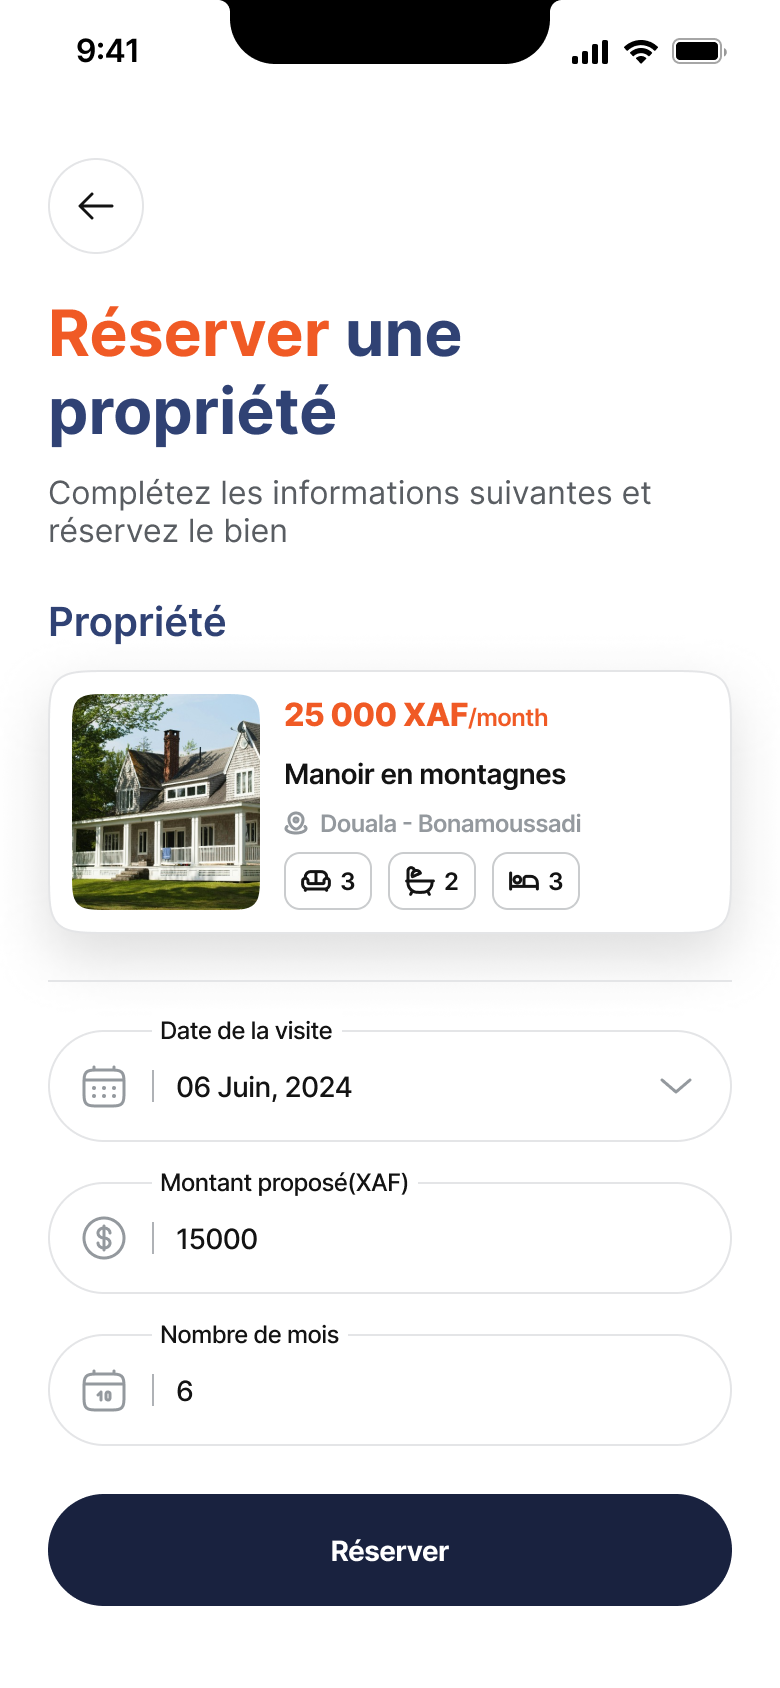 9:41
Réserver une
propriété
Complétez les informations suivantes et
réservez le bien
Propriété
25 000 XAF/month
Manoir en montagnes
Douala - Bonamoussadi
3 2 3
Date de la visite
06 Juin, 2024
Montant proposé(XAF)
$ 15000
Nombre de mois
10 6
Réserver